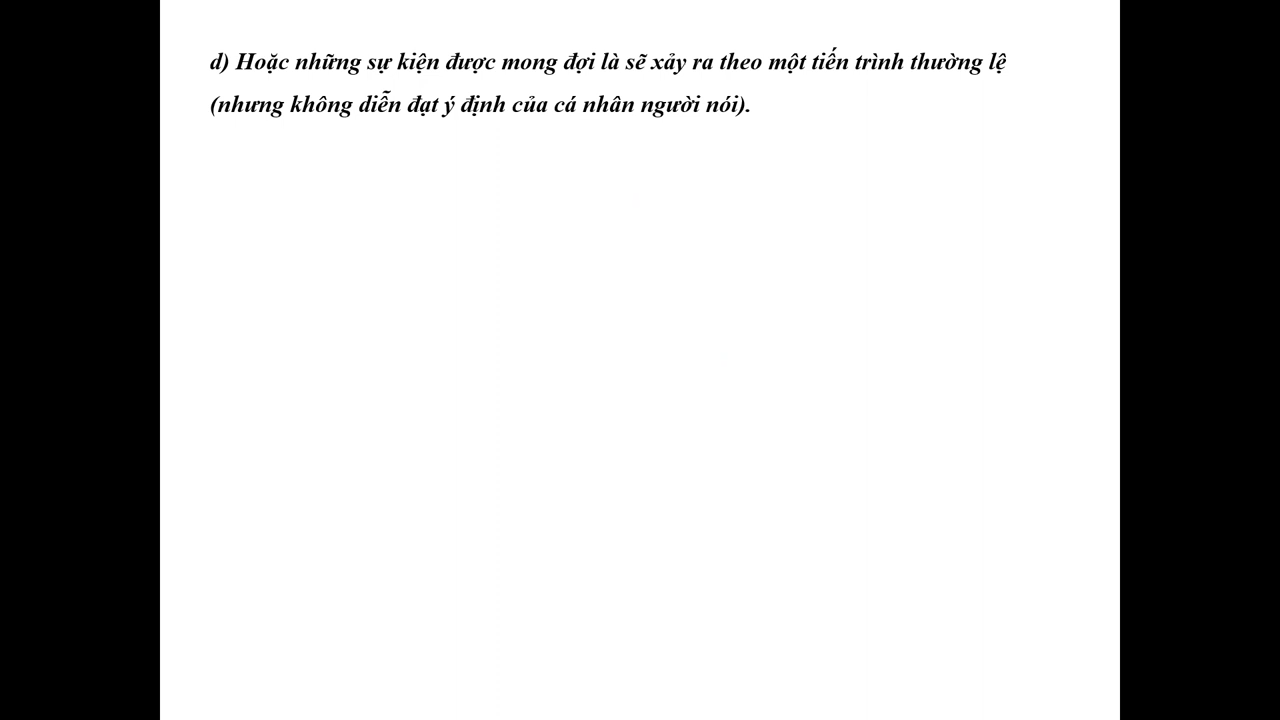 d) Hoặc những sự kiện được mong đợi là sẽ xảy ra theo một tiến trình thường lệ
(nhưng không diễn đạt ý định của cá nhân người nói).